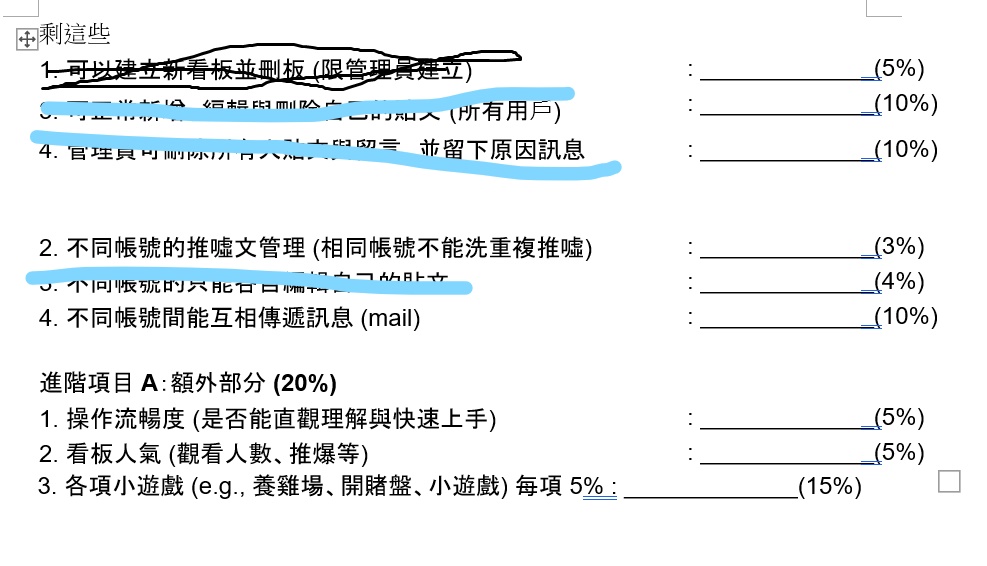 剩這些
1. 可以建立新看板並刪板 (限管理員建立) : ______________(5%)
3. 可正常新增、編輯與刪除自己的貼文 (所有用戶) : ______________(10%)
4. 管理員可刪除所有人貼文與留言、並留下原因訊息 : ______________(10%)
2. 不同帳號的推噓文管理 (相同帳號不能洗重複推噓) : ______________(3%)
3. 不同帳號的只能各自編輯自己的貼文 : ______________(4%)
4. 不同帳號間能互相傳遞訊息 (mail) : ______________(10%)
進階項目 A：額外部分 (20%)
1. 操作流暢度 (是否能直觀理解與快速上手) : ______________(5%)
2. 看板人氣 (觀看人數、推爆等) : ______________(5%)
3. 各項小遊戲 (e.g., 養雞場、開賭盤、小遊戲) 每項 5% : _____________(15%)